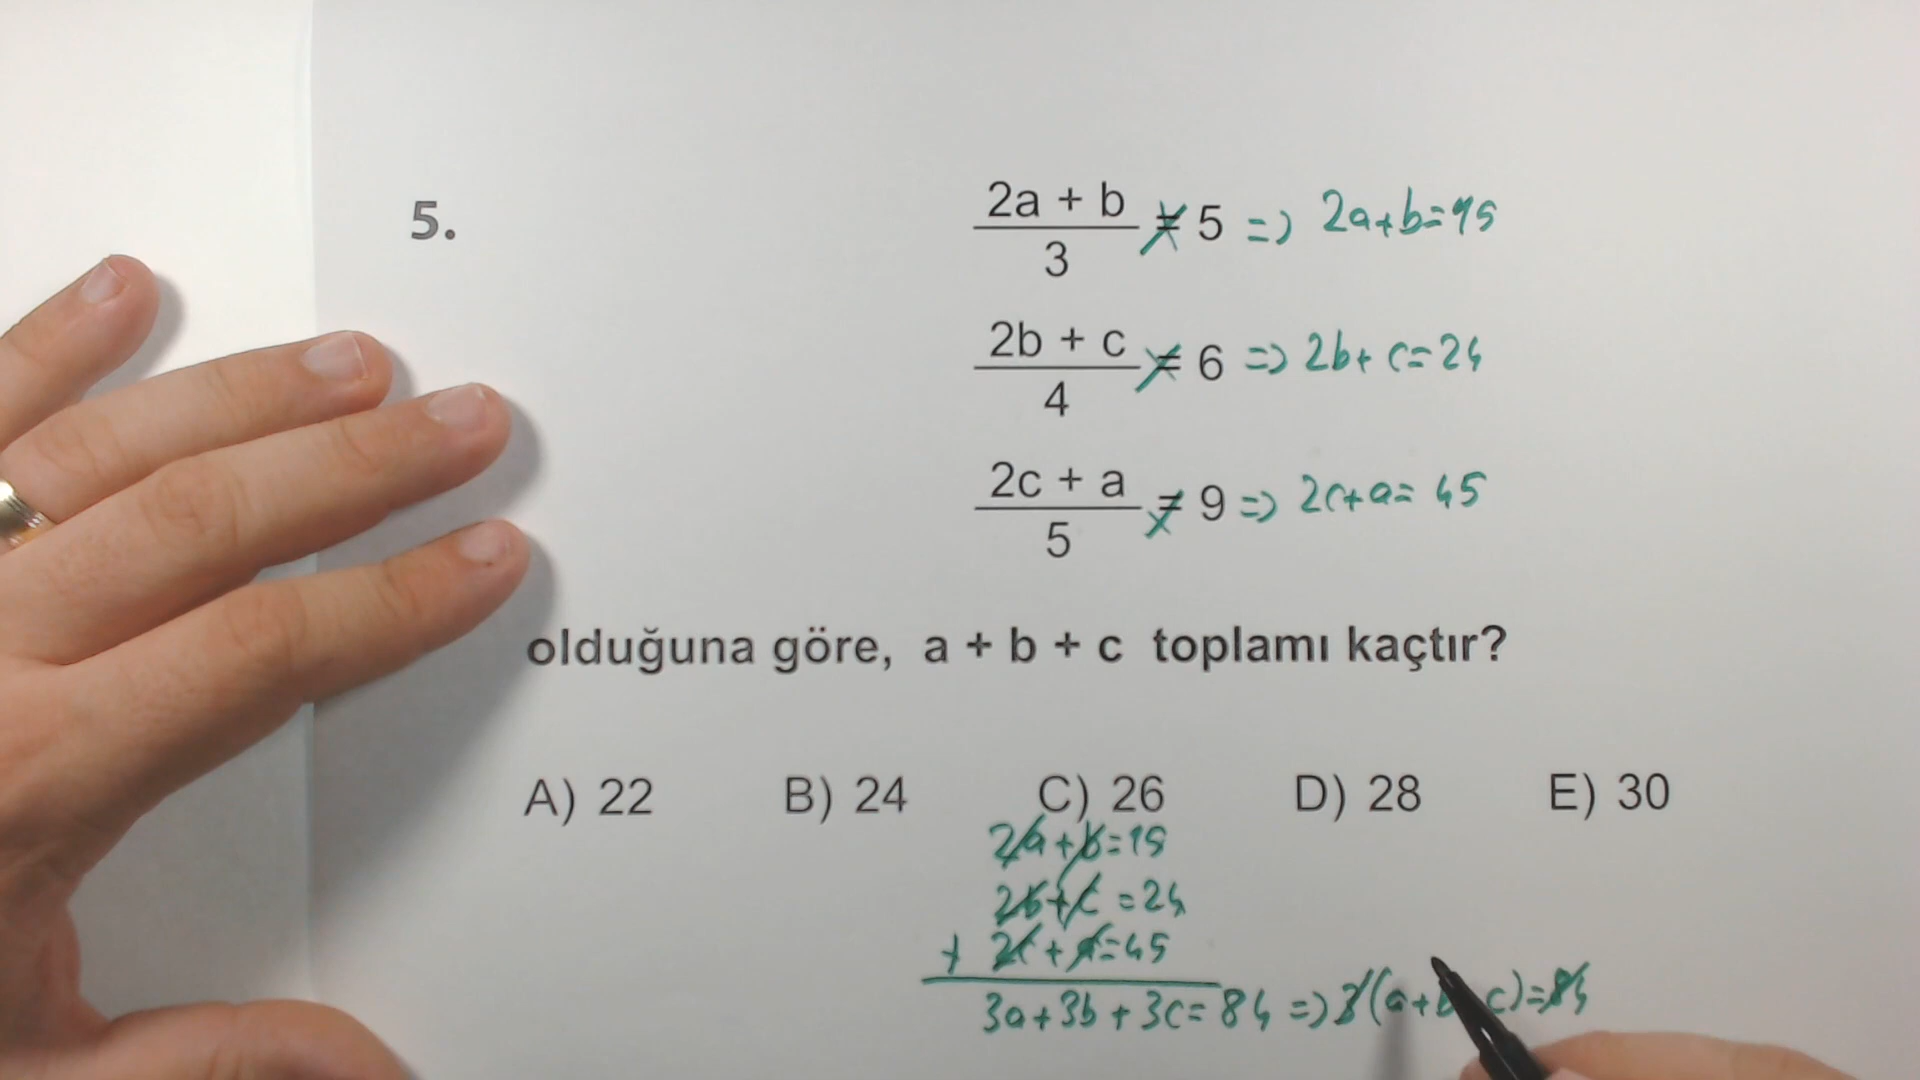 5.
2a + b / 3 = 5 => 2a+b=15
2b + c / 4 = 6 => 2b+c=24
2c + a / 5 = 9 => 2c+a=45
olduğuna göre, a + b + c toplamı kaçtır?
A) 22 B) 24 C) 26 D) 28 E) 30
2a+b=15
2b+c=24
+ 2c+a=45
3a+3b+3c=84 => 3(a+b c)=84